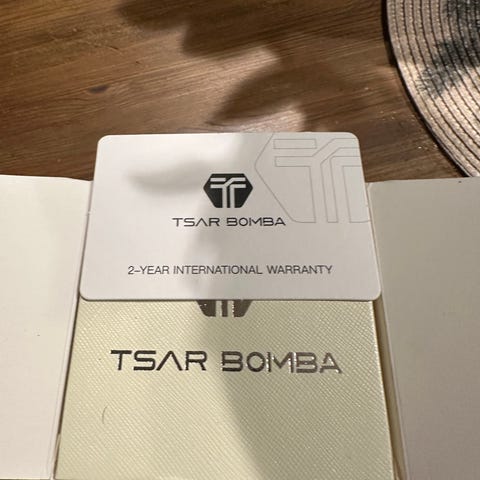 TSAR BOMBA
2-YEAR INTERNATIONAL WARRANTY
TSAR BOMBA